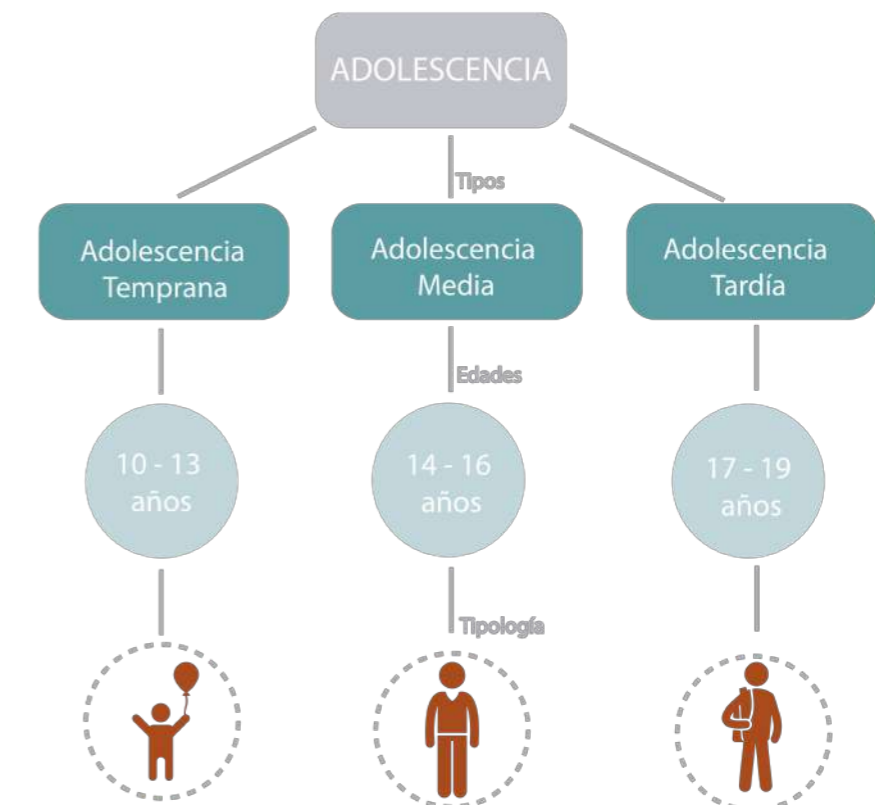 ADOLESCENCIA
Tipos
Adolescencia
Temprana
Adolescencia
Media
Adolescencia
Tardía
Edades
10 - 13
años
14 - 16
años
17 - 19
años
Tipología